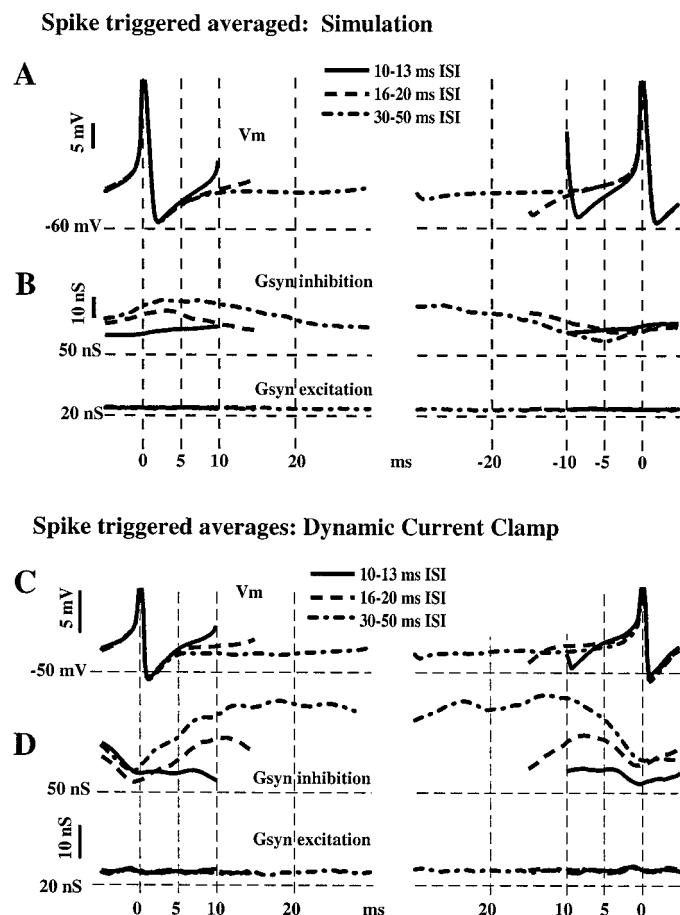 Spike triggered averaged: Simulation
A
10-13 ms ISI
16-20 ms ISI
30-50 ms ISI
5 mV
Vm
-60 mV
B
Gsyn inhibition
10 nS
50 nS
Gsyn excitation
20 nS
0 5 10 20 ms -20 -10 -5 0
Spike triggered averages: Dynamic Current Clamp
C
10-13 ms ISI
16-20 ms ISI
30-50 ms ISI
5 mV
Vm
-50 mV
D
Gsyn inhibition
50 nS
10 nS
Gsyn excitation
20 nS
0 5 10 20 ms 20 10 5 0